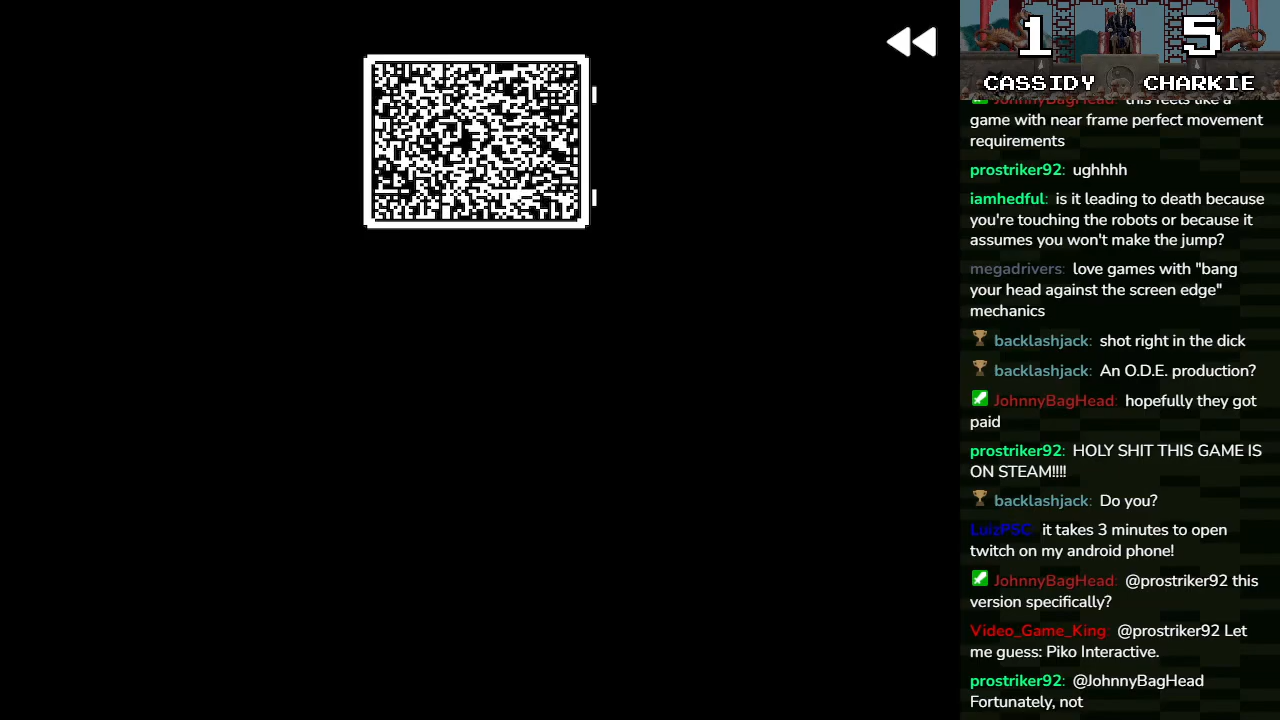 1 5
CASSIDY CHARKIE
JohnnyBagHead: this feels like a
game with near frame perfect movement
requirements
prostriker92: ughhhh
iamhedful: is it leading to death because
you're touching the robots or because it
assumes you won't make the jump?
megadrivers: love games with "bang
your head against the screen edge"
mechanics
backlashjack: shot right in the dick
backlashjack: An O.D.E. production?
JohnnyBagHead: hopefully they got
paid
prostriker92: HOLY SHIT THIS GAME IS
ON STEAM!!!!
backlashjack: Do you?
LuizPSC: it takes 3 minutes to open
twitch on my android phone!
JohnnyBagHead: @prostriker92 this
version specifically?
Video_Game_King: @prostriker92 Let
me guess: Piko Interactive.
prostriker92: @JohnnyBagHead
Fortunately, not